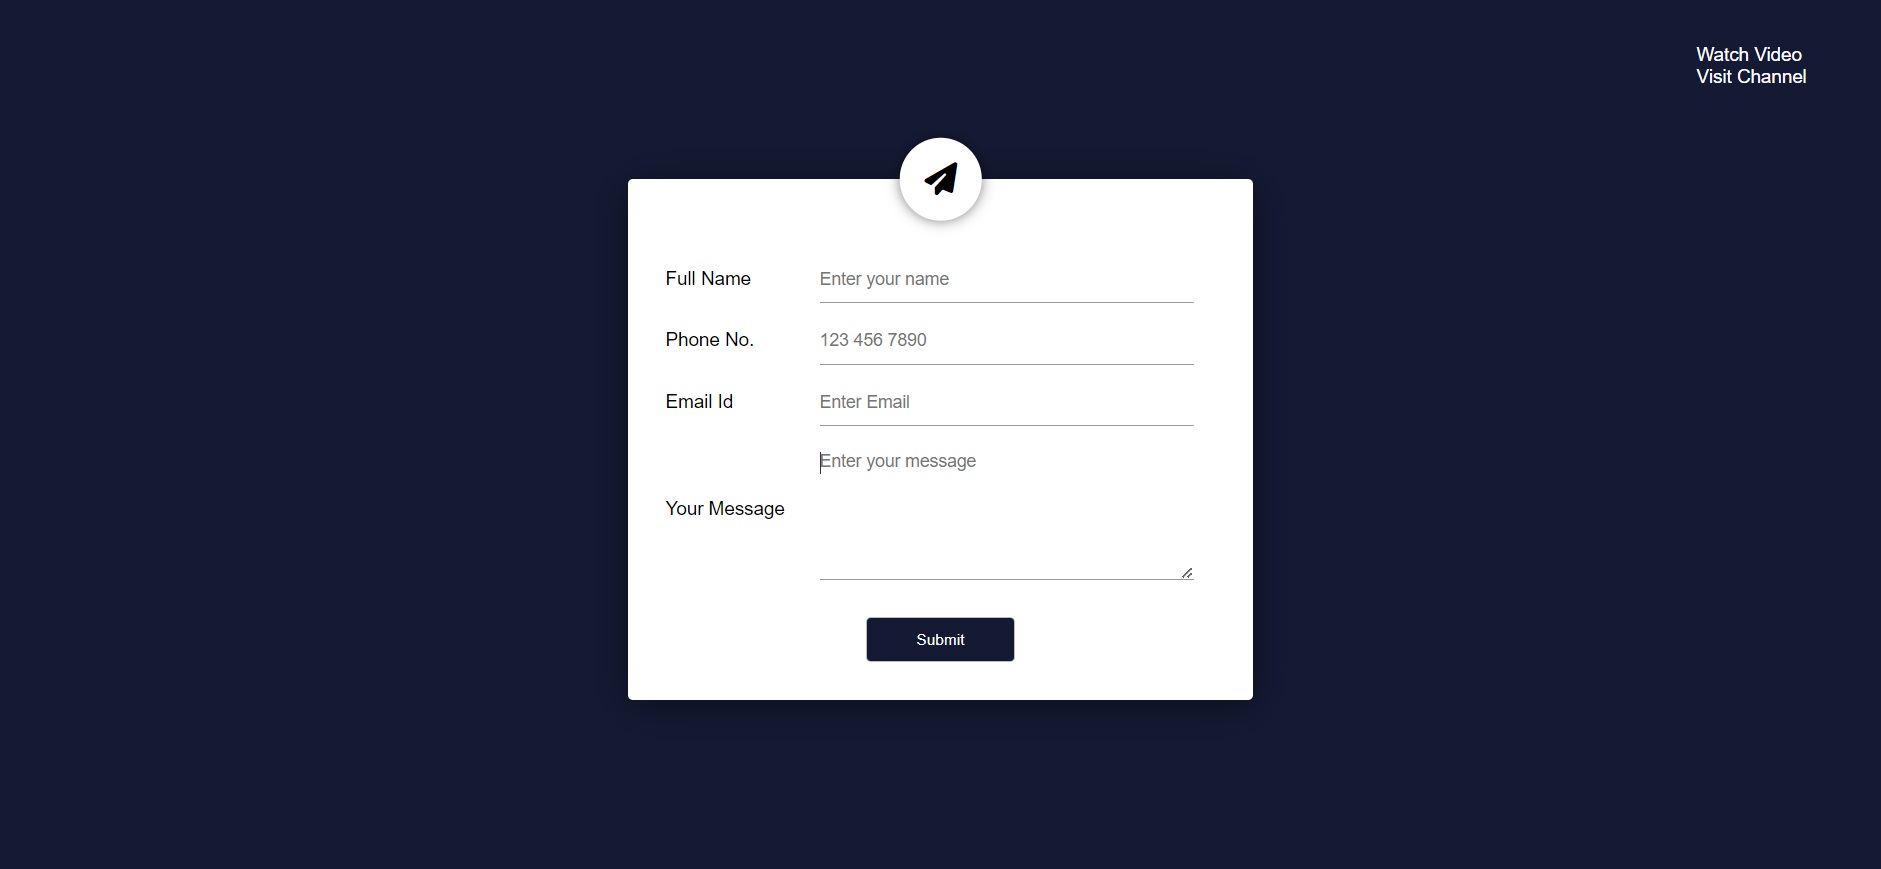 Watch Video
Visit Channel
Full Name
Enter your name
Phone No.
123 456 7890
Email Id
Enter Email
Enter your message
Your Message
Submit